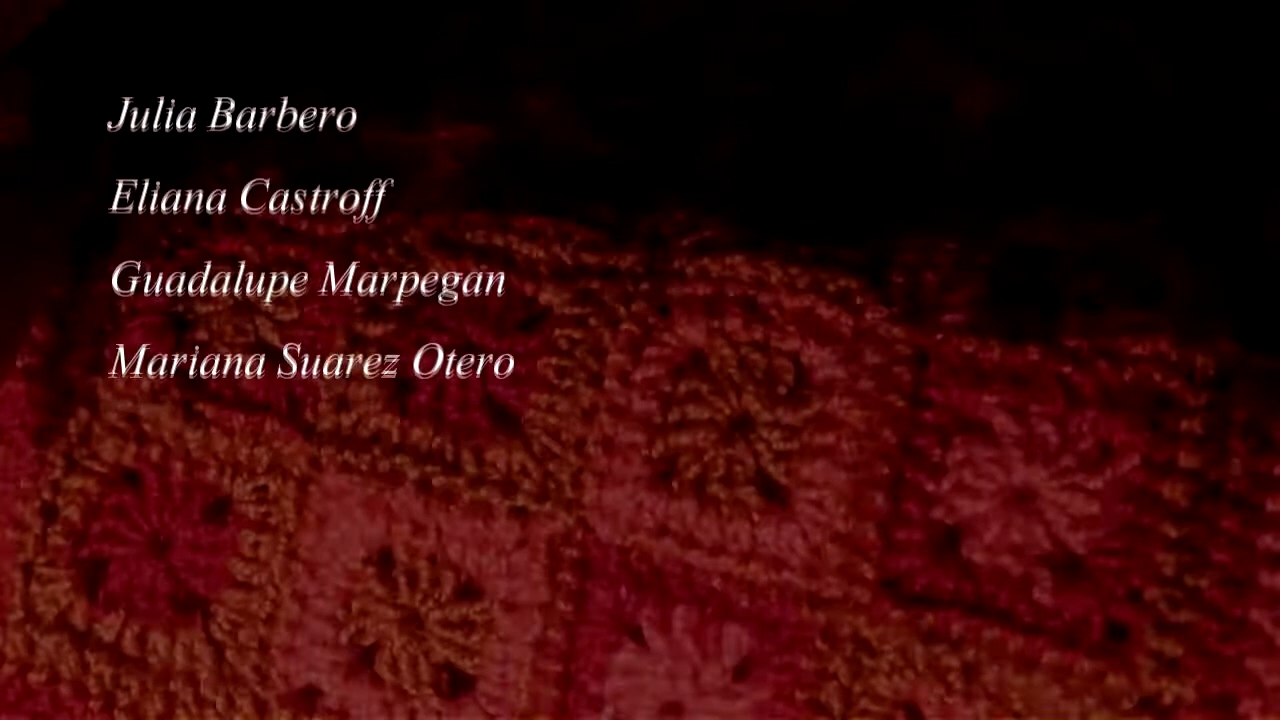 Julia Barbero
Eliana Castroff
Guadalupe Marpegan
Mariana Suarez Otero